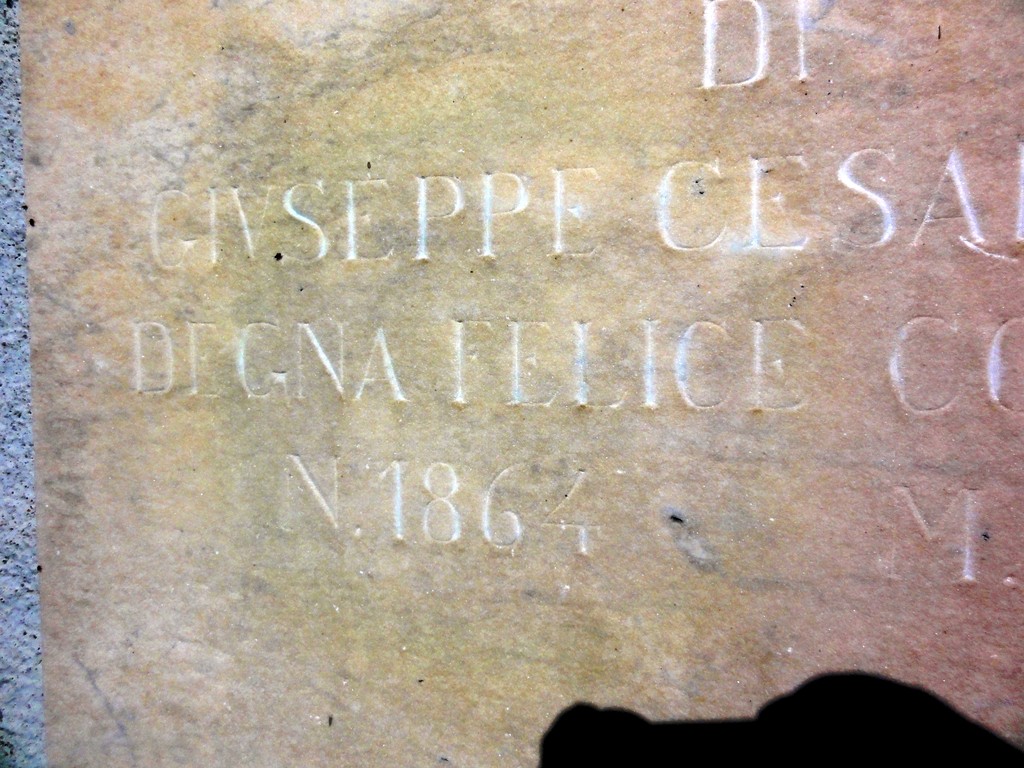 DI
GIVSEPPE CESA
DEGNA FELICE CO
N. 1864 M